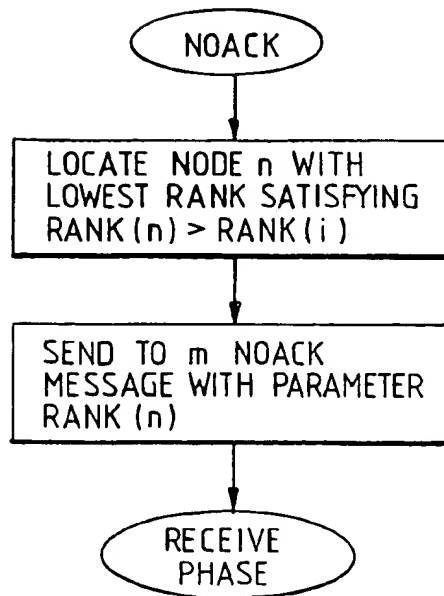 NOACK
LOCATE NODE n WITH
LOWEST RANK SATISFYING
RANK (n) > RANK (i)
SEND TO m NOACK
MESSAGE WITH PARAMETER
RANK (n)
RECEIVE
PHASE